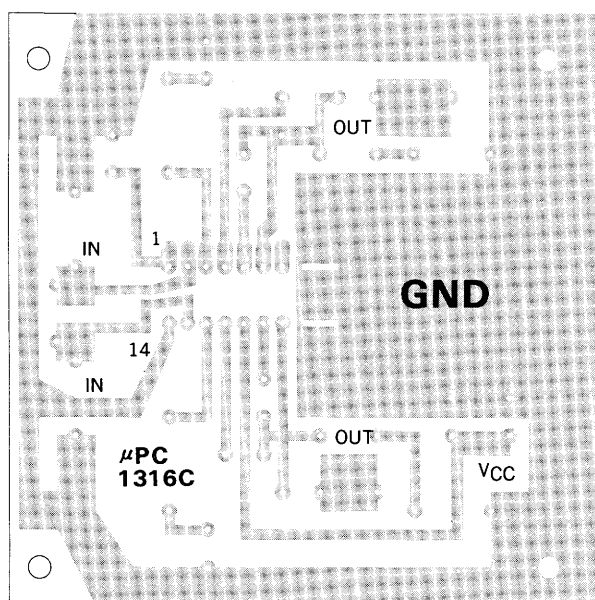 OUT
IN
1
GND
14
IN
OUT
μPC
1316C
VCC